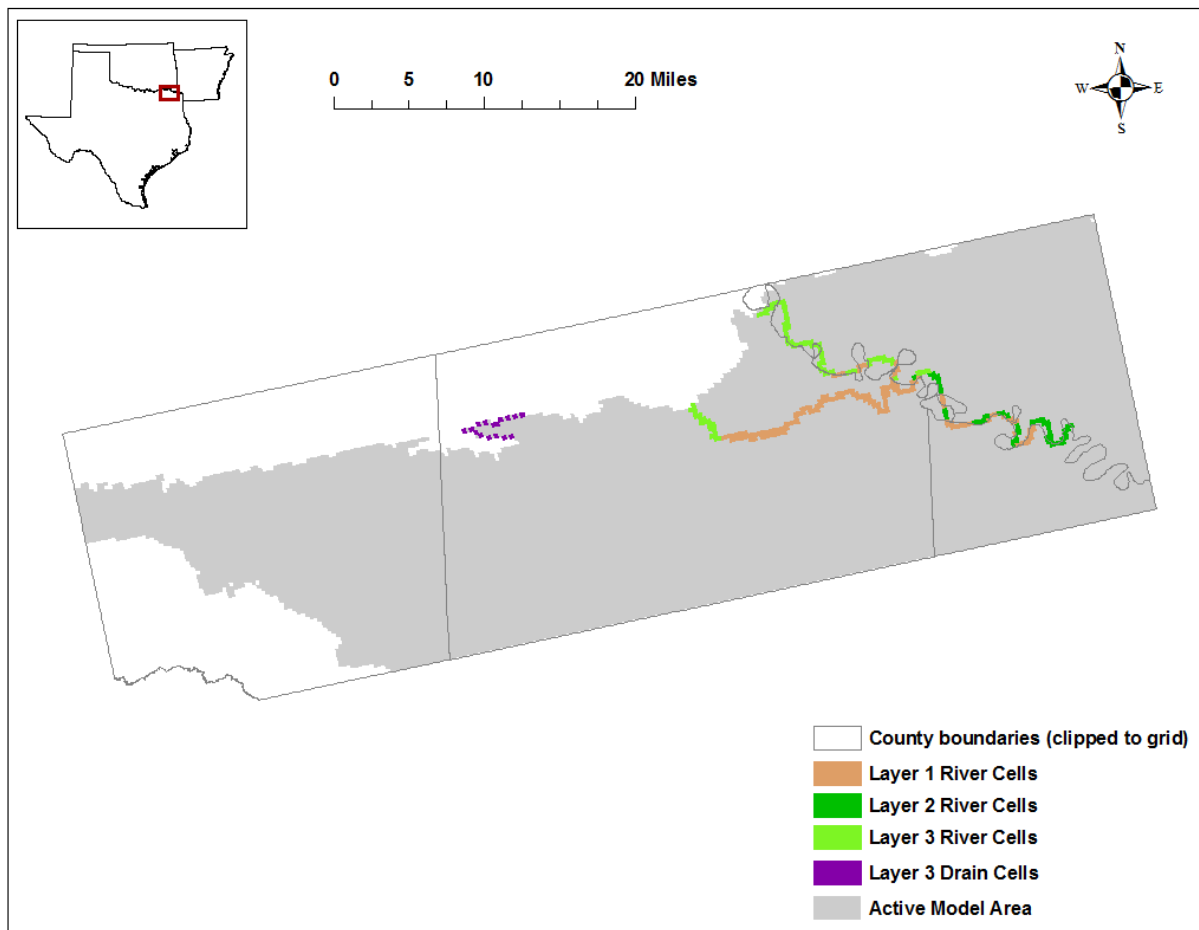 N
0 5 10 20 Miles
W E
S
County boundaries (clipped to grid)
Layer 1 River Cells
Layer 2 River Cells
Layer 3 River Cells
Layer 3 Drain Cells
Active Model Area